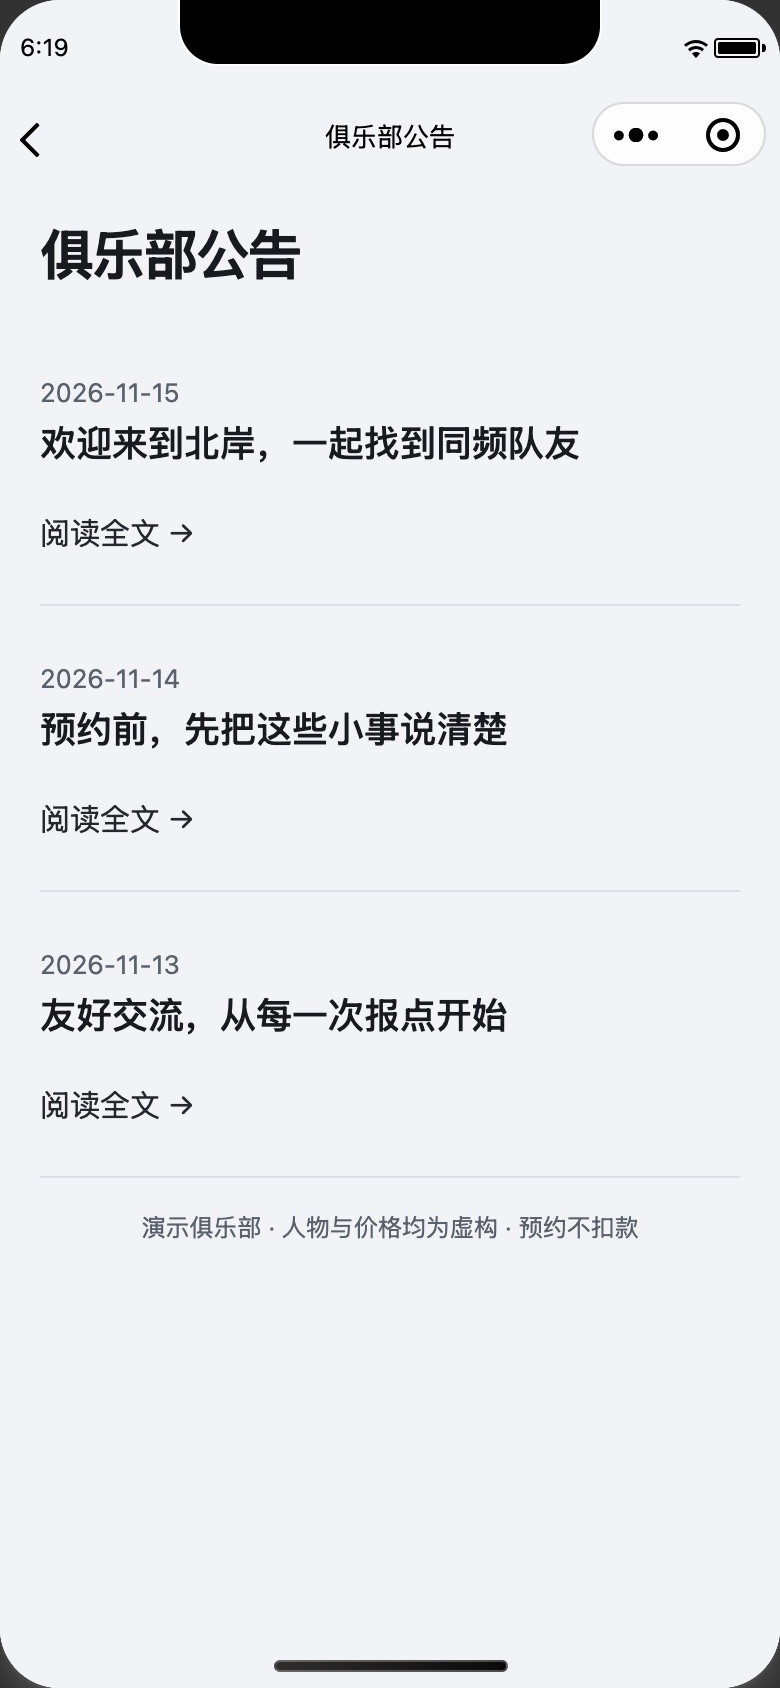 6:19
俱乐部公告
俱乐部公告
2026-11-15
欢迎来到北岸，一起找到同频队友
阅读全文 →
2026-11-14
预约前，先把这些小事说清楚
阅读全文 →
2026-11-13
友好交流，从每一次报点开始
阅读全文 →
演示俱乐部 · 人物与价格均为虚构 · 预约不扣款